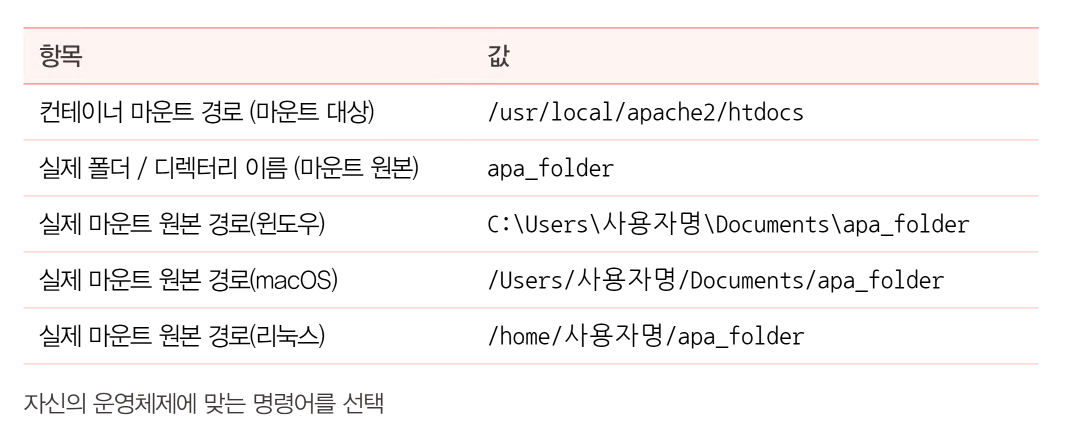 항목 값
컨테이너 마운트 경로 (마운트 대상) /usr/local/apache2/htdocs
실제 폴더 / 디렉터리 이름 (마운트 원본) apa_folder
실제 마운트 원본 경로(윈도우) C:\Users\사용자명\Documents\apa_folder
실제 마운트 원본 경로(macOS) /Users/사용자명/Documents/apa_folder
실제 마운트 원본 경로(리눅스) /home/사용자명/apa_folder
자신의 운영체제에 맞는 명령어를 선택